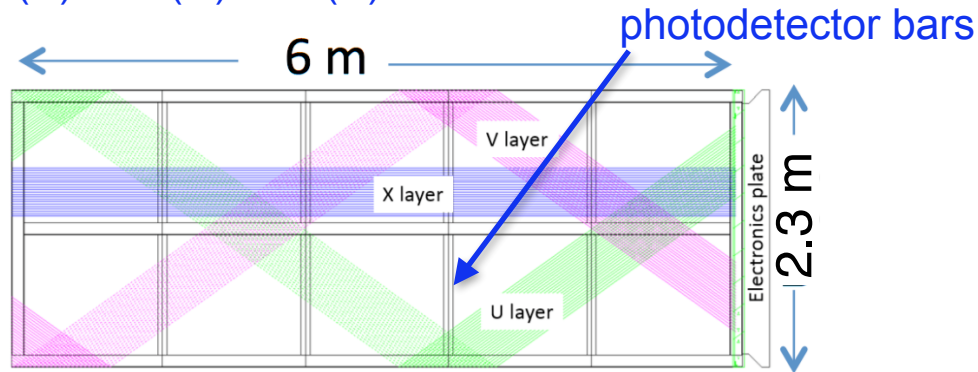 photodetector bars
6 m
V layer
X layer
U layer
Electronics plate
2.3 m